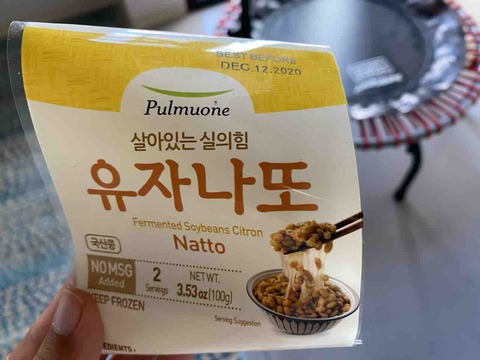 BEST BEFORE
DEC.12.2020
Pulmuone
살아있는 실의힘
유자나또
Fermented Soybeans Citron
Natto
국산콩
NO MSG
Added
2
Servings
NET WT.
3.53oz(100g)
KEEP FROZEN
Serving Suggestion